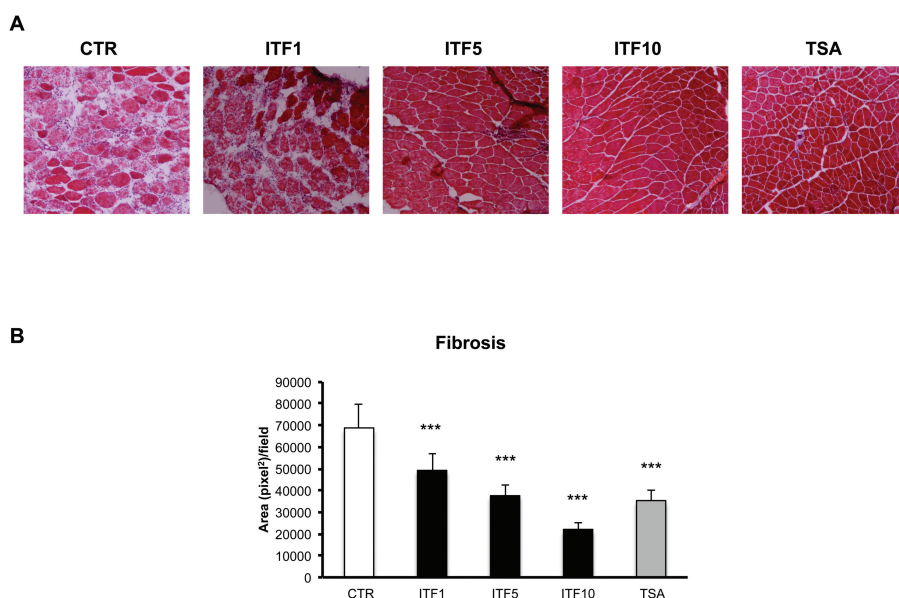 A
CTR ITF1 ITF5 ITF10 TSA
B
Fibrosis
Area (pixel²)/field
90000
80000
70000
60000
50000
40000
30000
20000
10000
0
*** *** *** ***
CTR ITF1 ITF5 ITF10 TSA